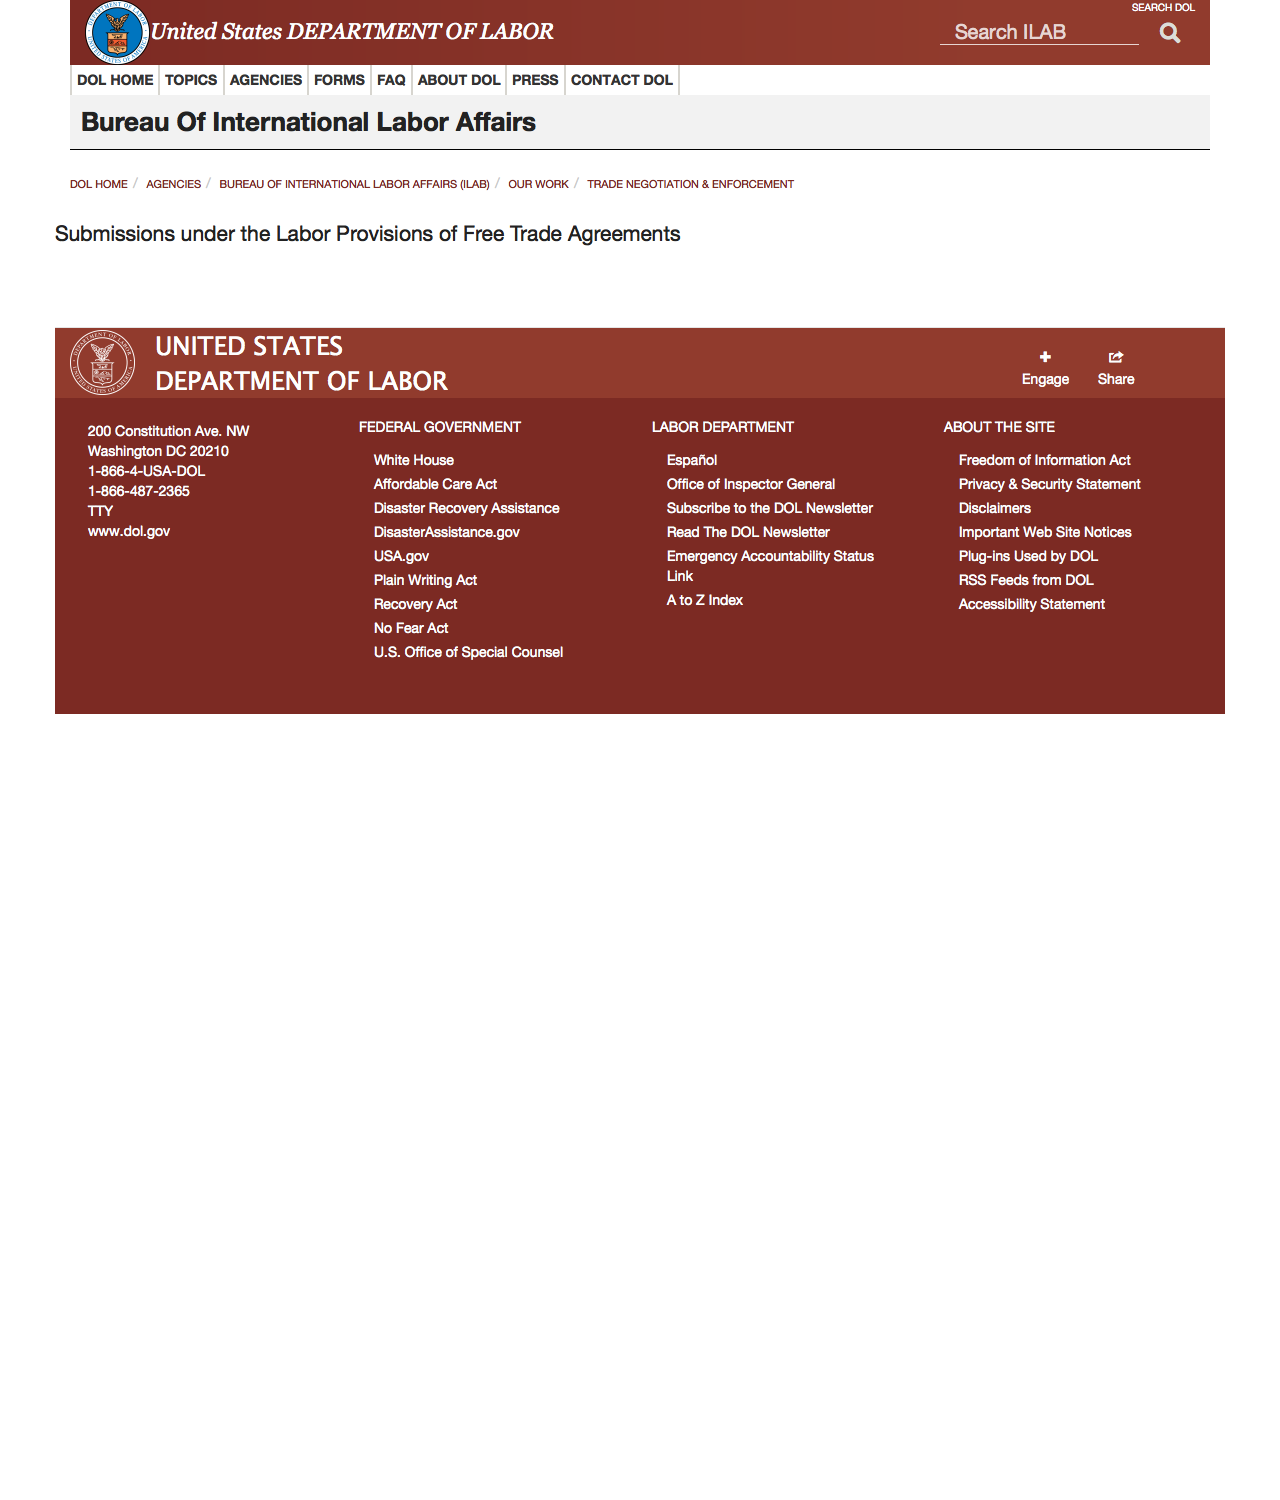 SEARCH DOL
United States DEPARTMENT OF LABOR
Search ILAB
DOL HOME TOPICS AGENCIES FORMS FAQ ABOUT DOL PRESS CONTACT DOL
Bureau Of International Labor Affairs
DOL HOME / AGENCIES / BUREAU OF INTERNATIONAL LABOR AFFAIRS (ILAB) / OUR WORK / TRADE NEGOTIATION & ENFORCEMENT
Submissions under the Labor Provisions of Free Trade Agreements
UNITED STATES
DEPARTMENT OF LABOR
Engage Share
200 Constitution Ave. NW
Washington DC 20210
1-866-4-USA-DOL
1-866-487-2365
TTY
www.dol.gov
FEDERAL GOVERNMENT
White House
Affordable Care Act
Disaster Recovery Assistance
DisasterAssistance.gov
USA.gov
Plain Writing Act
Recovery Act
No Fear Act
U.S. Office of Special Counsel
LABOR DEPARTMENT
Español
Office of Inspector General
Subscribe to the DOL Newsletter
Read The DOL Newsletter
Emergency Accountability Status
Link
A to Z Index
ABOUT THE SITE
Freedom of Information Act
Privacy & Security Statement
Disclaimers
Important Web Site Notices
Plug-ins Used by DOL
RSS Feeds from DOL
Accessibility Statement